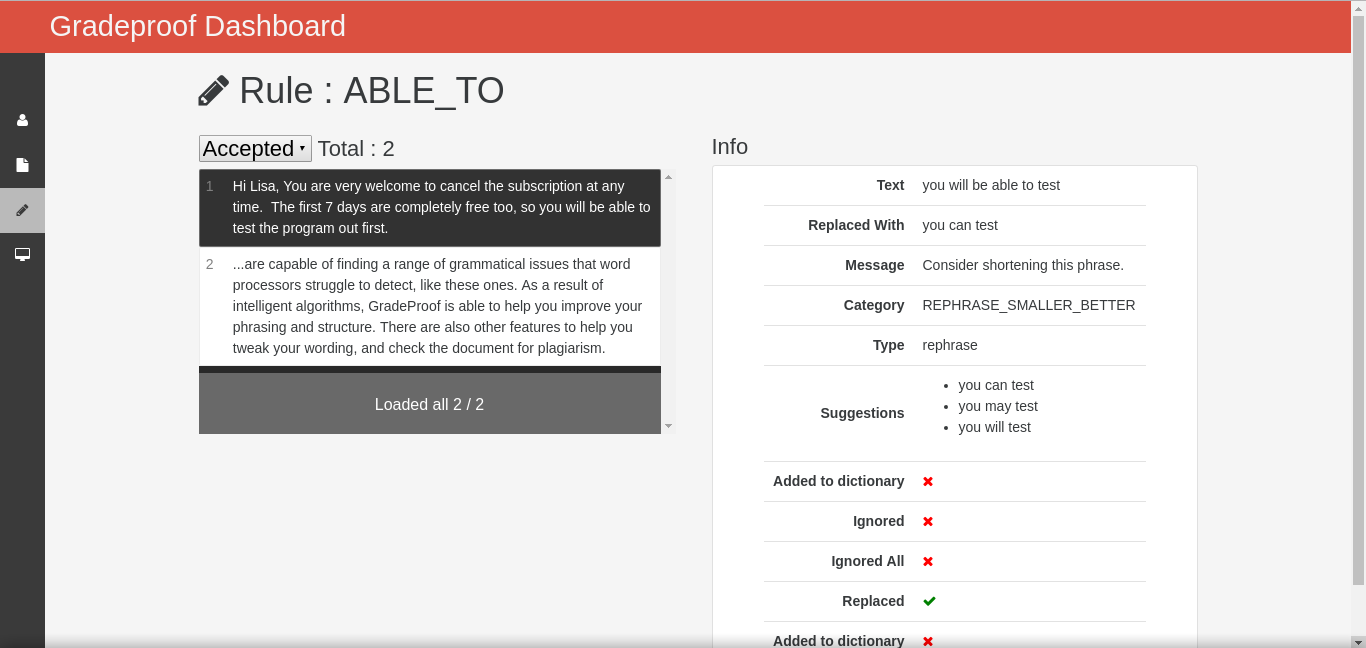 Gradeproof Dashboard
Rule : ABLE_TO
Accepted Total : 2
1 Hi Lisa, You are very welcome to cancel the subscription at any
time.  The first 7 days are completely free too, so you will be able to
test the program out first.
2 ...are capable of finding a range of grammatical issues that word
processors struggle to detect, like these ones. As a result of
intelligent algorithms, GradeProof is able to help you improve your
phrasing and structure. There are also other features to help you
tweak your wording, and check the document for plagiarism.
Loaded all 2 / 2
Info
Text you will be able to test
Replaced With you can test
Message Consider shortening this phrase.
Category REPHRASE_SMALLER_BETTER
Type rephrase
Suggestions
• you can test
• you may test
• you will test
Added to dictionary
Ignored
Ignored All
Replaced
Added to dictionary